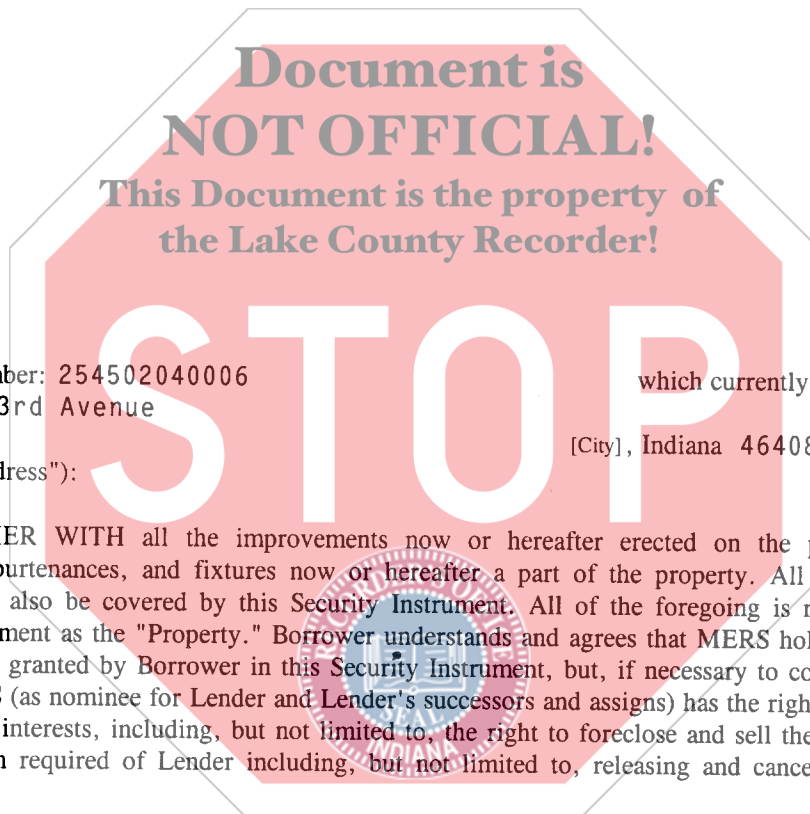 Document is
NOT OFFICIAL!
This Document is the property of
the Lake County Recorder!
STOP
ber: 254502040006 which currently
3rd Avenue
[City], Indiana 46408
dress"):
ER WITH all the improvements now or hereafter erected on the p
ourtenances, and fixtures now or hereafter a part of the property. All
also be covered by this Security Instrument. All of the foregoing is r
ment as the "Property." Borrower understands and agrees that MERS hol
granted by Borrower in this Security Instrument, but, if necessary to co
S (as nominee for Lender and Lender's successors and assigns) has the righ
interests, including, but not limited to, the right to foreclose and sell the
n required of Lender including, but not limited to, releasing and cance
SEAL
INDIANA